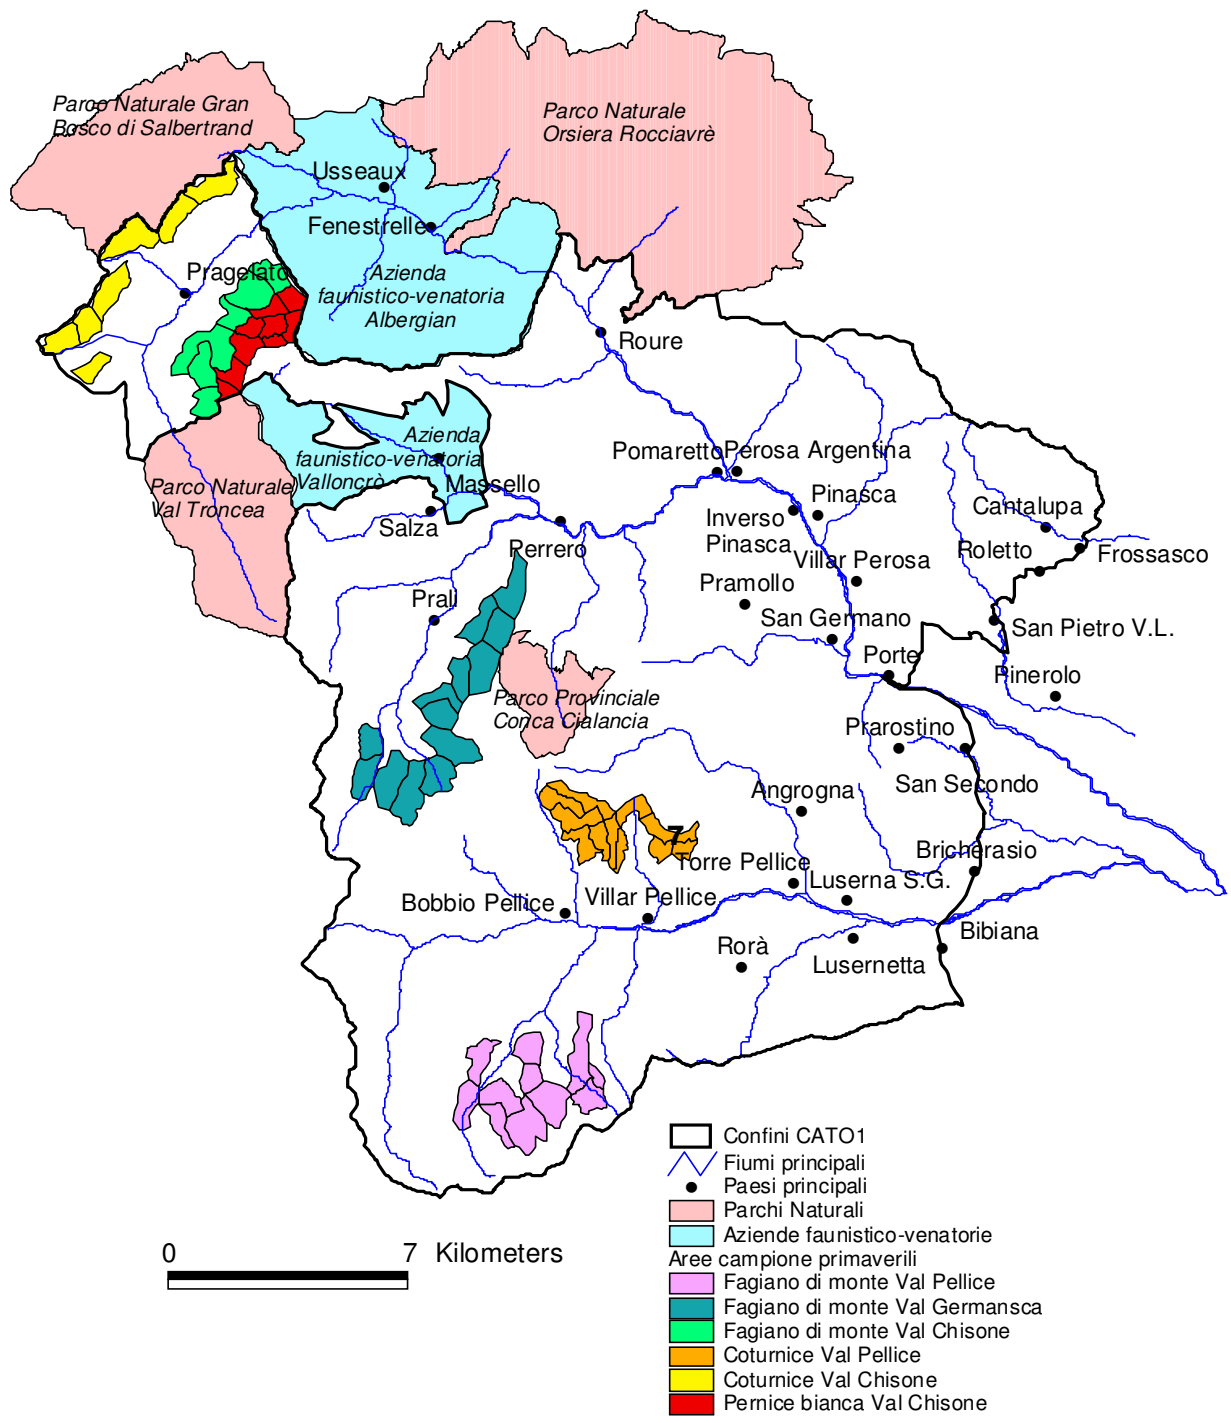 Parco Naturale Gran
Bosco di Salbertrand
Parco Naturale
Orsiera Rocciavrè
Usseaux
Fenestrelle
Pragelato
Azienda
faunistico-venatoria
Albergian
Roure
Azienda
faunistico-venatoria
Valloncrò
Pomaretto
Perosa Argentina
Massello
Parco Naturale
Val Troncea
Pinasca
Cantalupa
Salza
Inverso
Pinasca
Perrero
Villar Perosa
Roletto
Frossasco
Pramollo
Prali
San Germano
San Pietro V.L.
Porte
Pinerolo
Parco Provinciale
Conca Cialancia
Prarostino
San Secondo
Angrogna
7
Torre Pellice
Bricherasio
Luserna S.G.
Bobbio Pellice
Villar Pellice
Bibiana
Rorà
Lusernetta
Confini CATO1
Fiumi principali
Paesi principali
Parchi Naturali
Aziende faunistico-venatorie
Aree campione primaverili
Fagiano di monte Val Pellice
Fagiano di monte Val Germansca
Fagiano di monte Val Chisone
Coturnice Val Pellice
Coturnice Val Chisone
Pernice bianca Val Chisone
0 7 Kilometers